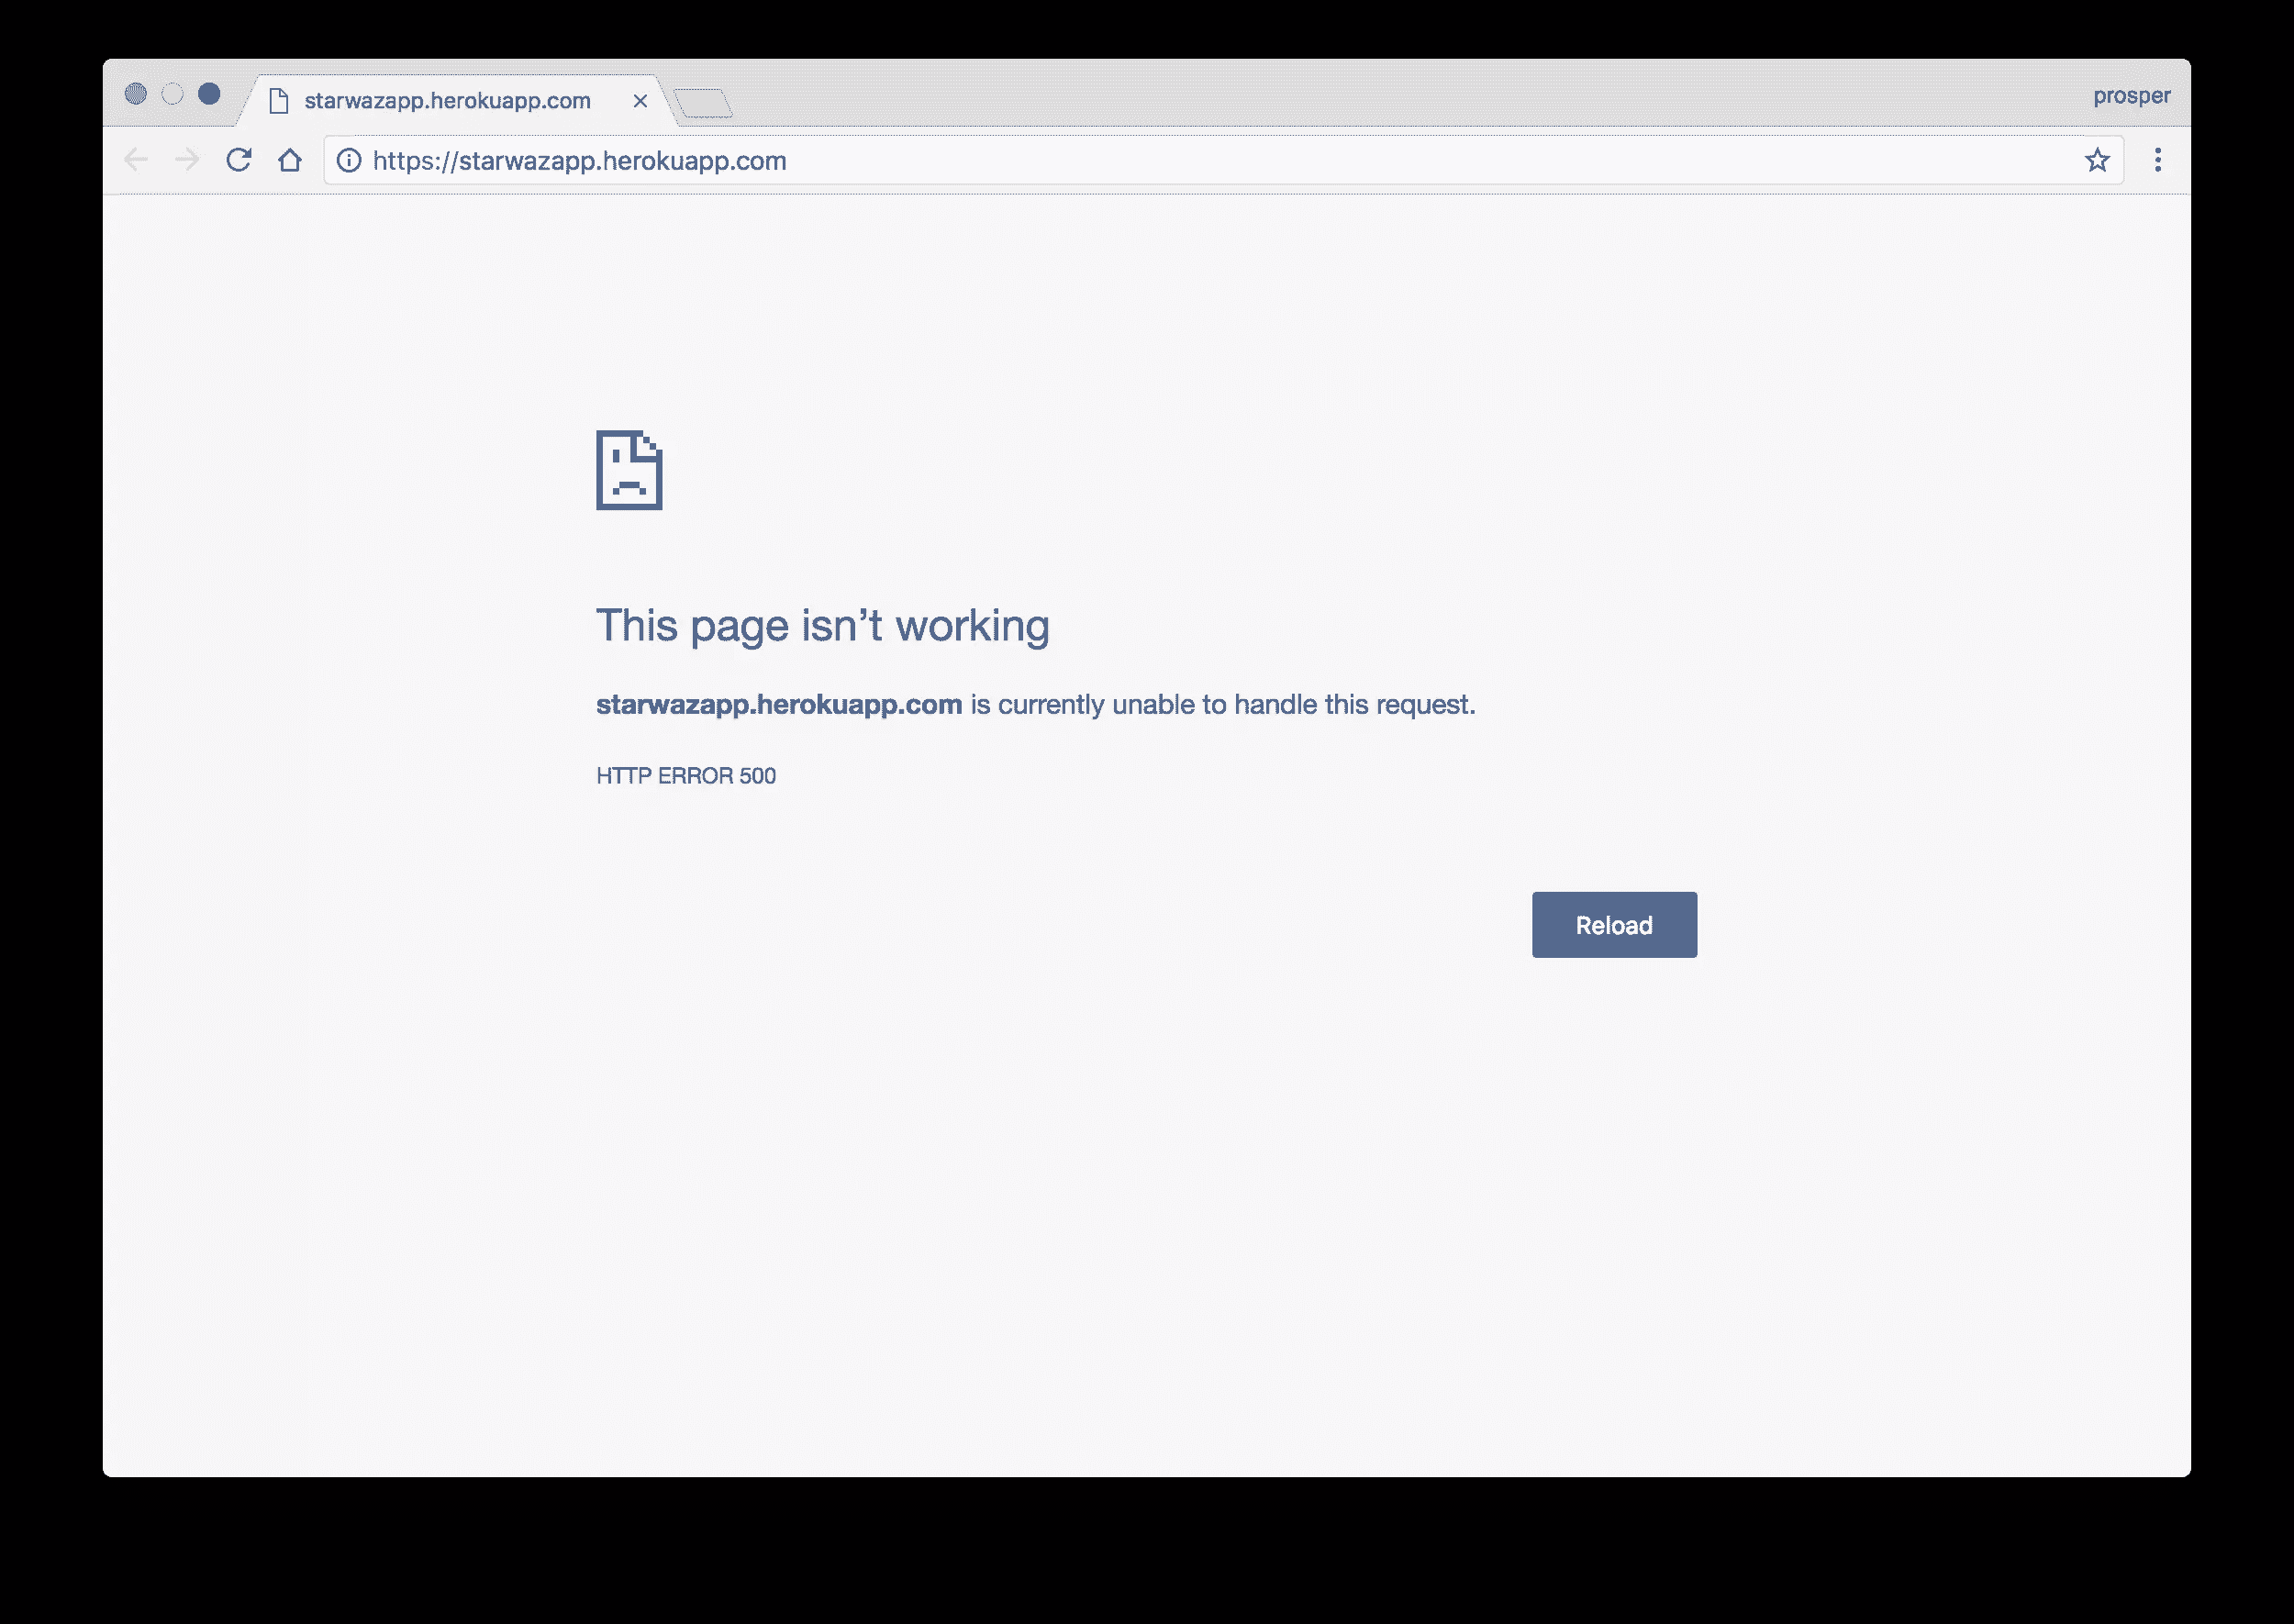 starwazapp.herokuapp.com
prosper
https://starwazapp.herokuapp.com
This page isn’t working
starwazapp.herokuapp.com is currently unable to handle this request.
HTTP ERROR 500
Reload